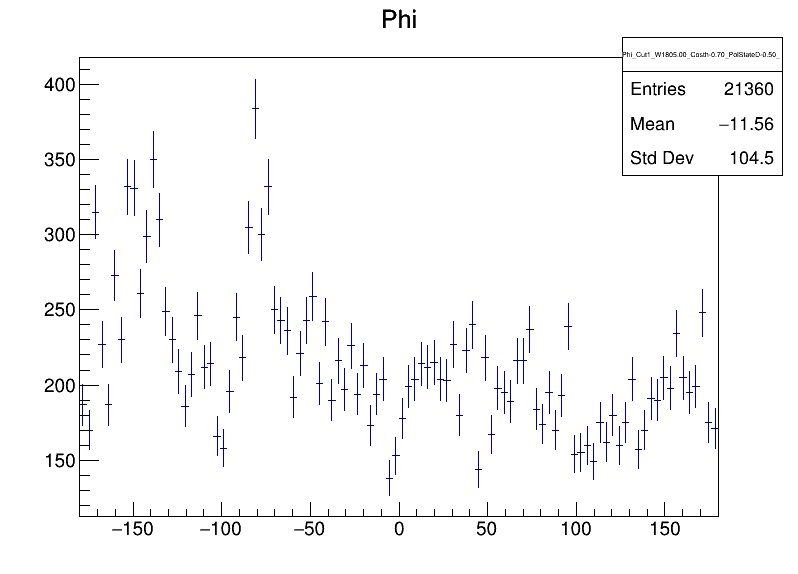 Phi
Phi_Cut1_W1805.00_Costh-0.70_PolStateD-0.50_
Entries 21360
Mean −11.56
Std Dev 104.5
400
350
300
250
200
150
−150 −100 −50 0 50 100 150